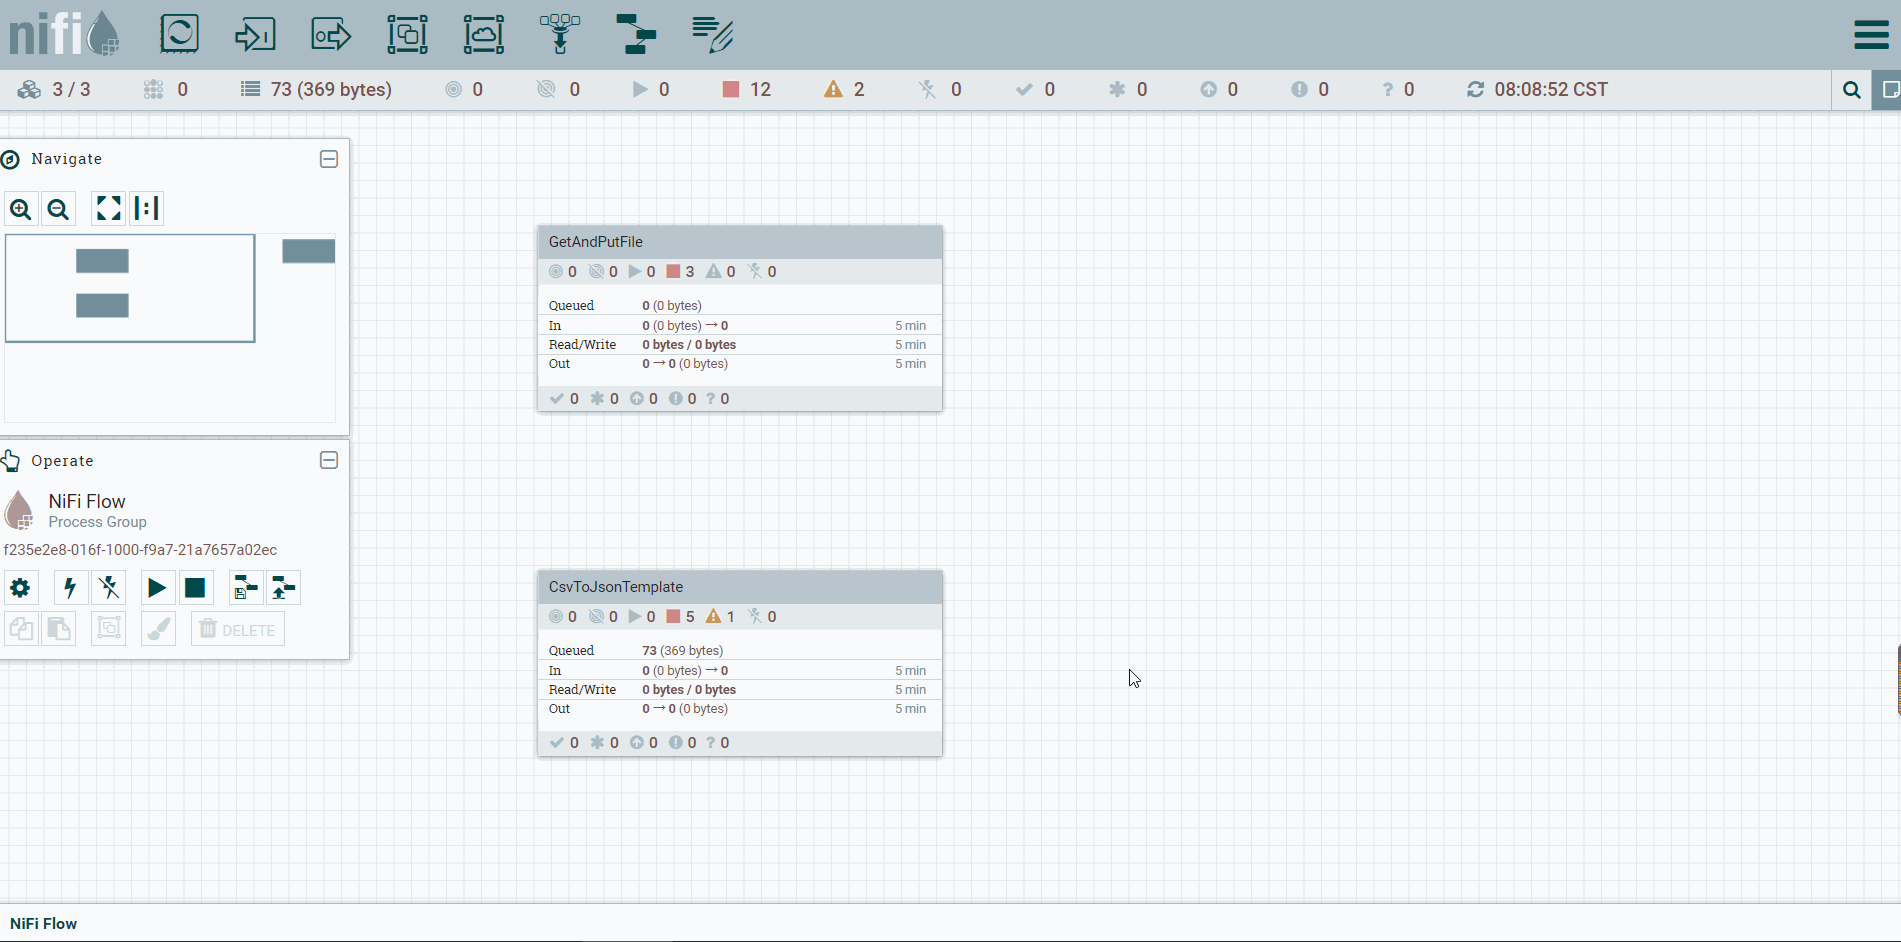 nifi
3 / 3 0 73 (369 bytes) 0 0 0 12 2 0 0 0 0 0 ? 0 08:08:52 CST
Navigate
GetAndPutFile
0 0 0 3 0 0
Queued 0 (0 bytes)
In 0 (0 bytes) → 0 5 min
Read/Write 0 bytes / 0 bytes 5 min
Out 0 → 0 (0 bytes) 5 min
0 0 0 0 ? 0
Operate
NiFi Flow
Process Group
f235e2e8-016f-1000-f9a7-21a7657a02ec
DELETE
CsvToJsonTemplate
0 0 0 5 1 0
Queued 73 (369 bytes)
In 0 (0 bytes) → 0 5 min
Read/Write 0 bytes / 0 bytes 5 min
Out 0 → 0 (0 bytes) 5 min
0 0 0 0 ? 0
NiFi Flow